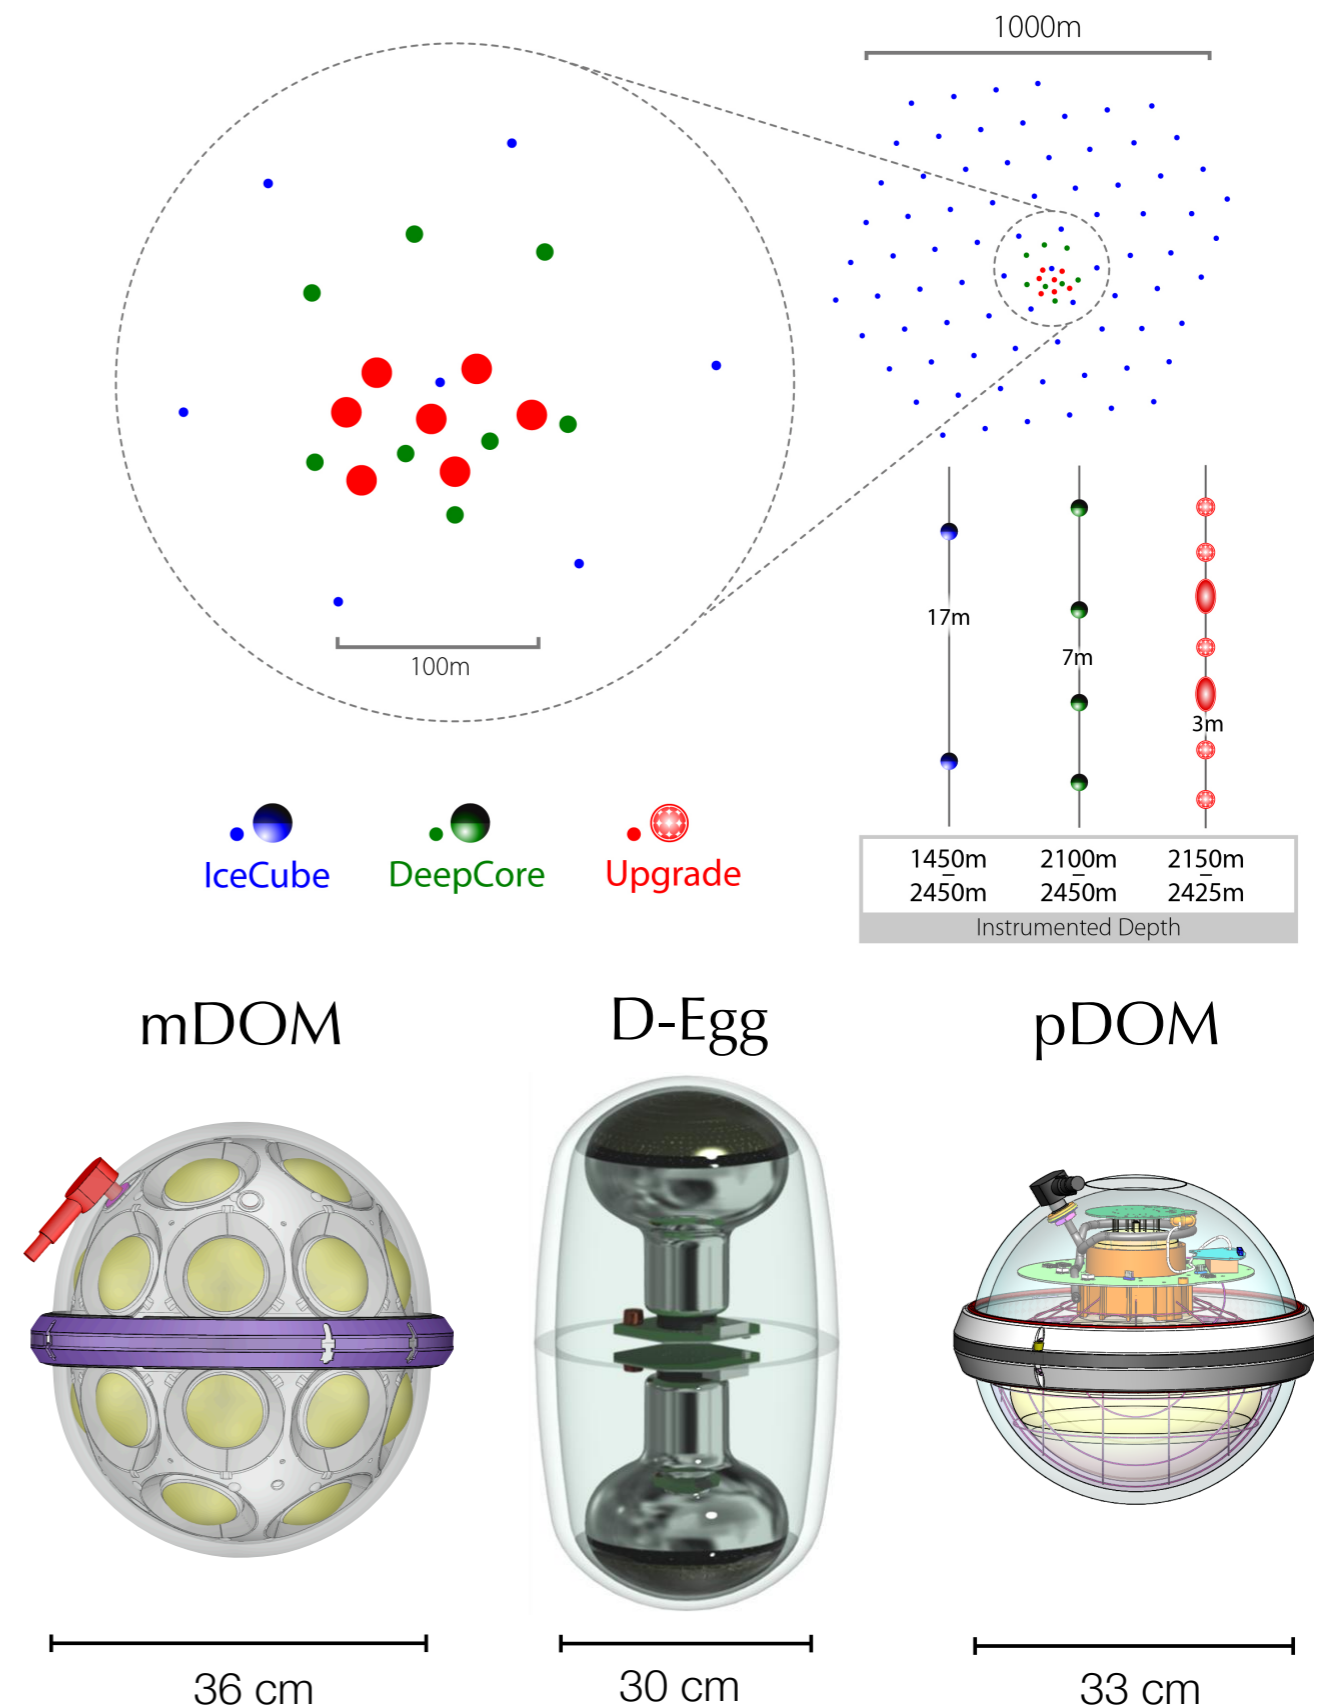 1000m
100m
17m
7m
3m
IceCube
DeepCore
Upgrade
1450m
–
2450m
2100m
–
2450m
2150m
–
2425m
Instrumented Depth
mDOM
D-Egg
pDOM
36 cm
30 cm
33 cm